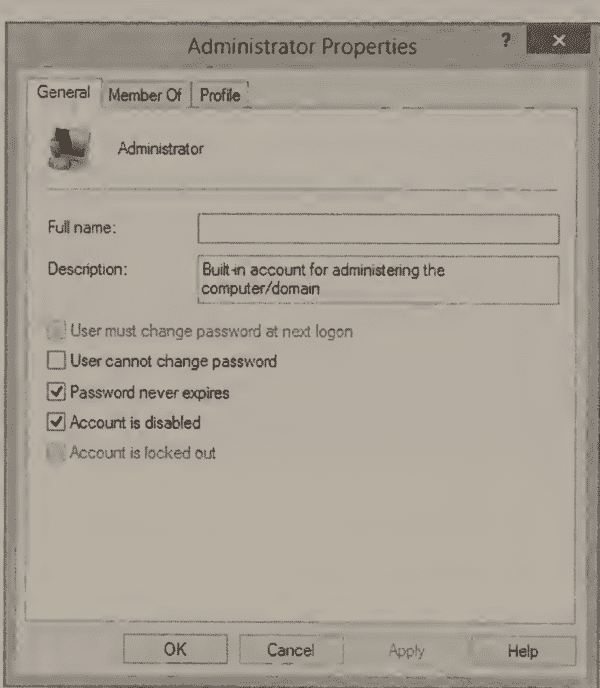 Administrator Properties
?
General
Member Of
Profile
Administrator
Full name:
Description:
Built-in account for administering the
computer/domain
User must change password at next logon
User cannot change password
Password never expires
Account is disabled
Account is locked out
OK
Cancel
Apply
Help